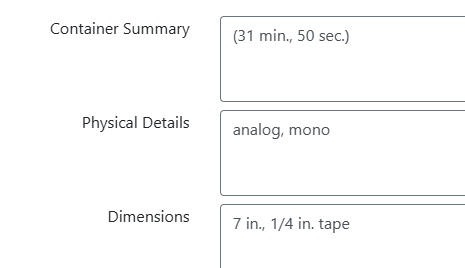 Container Summary
(31 min., 50 sec.)
Physical Details
analog, mono
Dimensions
7 in., 1/4 in. tape